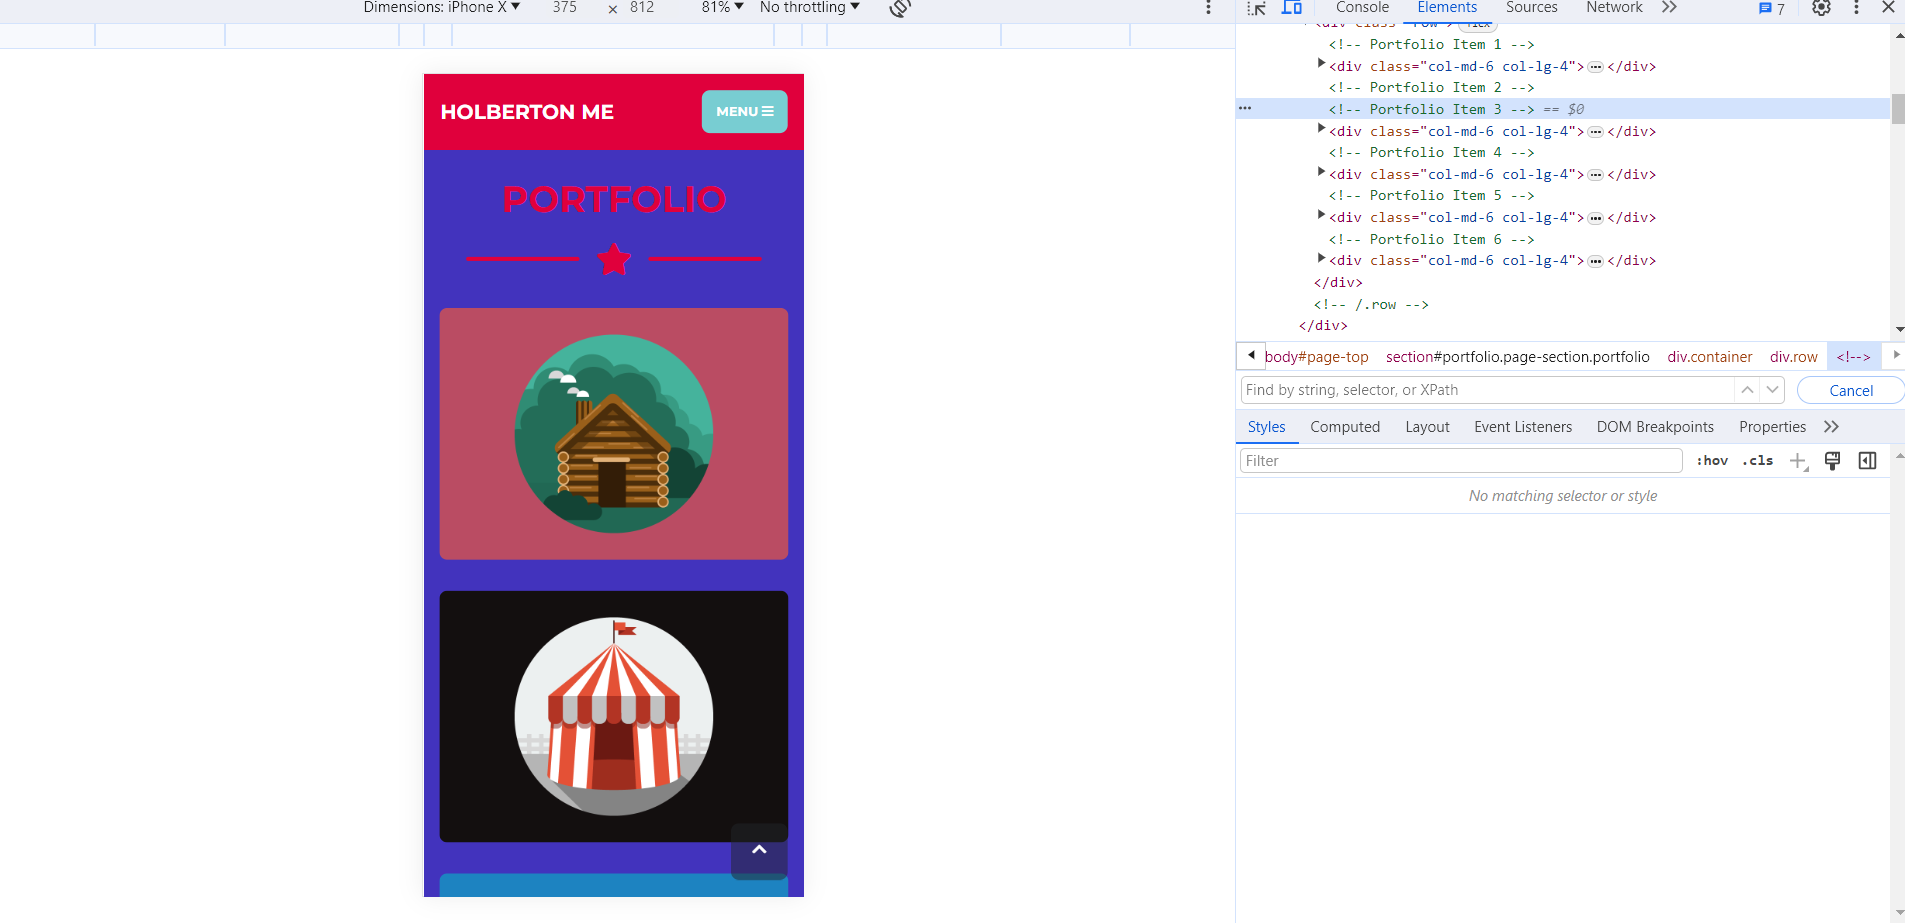 Dimensions: iPhone X ▼ 375 × 812 81% ▼ No throttling ▼
HOLBERTON ME
MENU ☰
PORTFOLIO
Console Elements Sources Network 7
<!-- Portfolio Item 1 -->
<div class="col-md-6 col-lg-4">…</div>
<!-- Portfolio Item 2 -->
<!-- Portfolio Item 3 --> == $0
<div class="col-md-6 col-lg-4">…</div>
<!-- Portfolio Item 4 -->
<div class="col-md-6 col-lg-4">…</div>
<!-- Portfolio Item 5 -->
<div class="col-md-6 col-lg-4">…</div>
<!-- Portfolio Item 6 -->
<div class="col-md-6 col-lg-4">…</div>
</div>
<!-- /.row -->
</div>
body#page-top section#portfolio.page-section.portfolio div.container div.row <!-->
Find by string, selector, or XPath Cancel
Styles Computed Layout Event Listeners DOM Breakpoints Properties
Filter :hov .cls
No matching selector or style